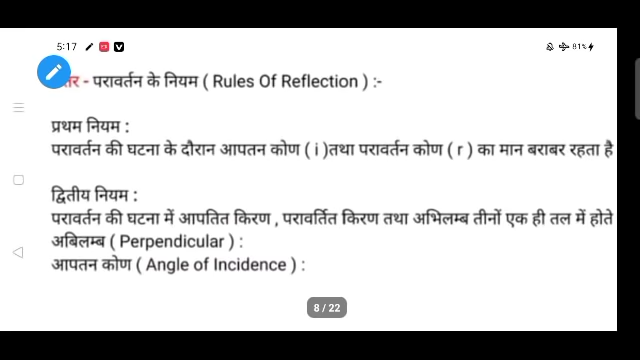 5:17
81%
तर - परावर्तन के नियम ( Rules Of Reflection ) :-
प्रथम नियम :
परावर्तन की घटना के दौरान आपतन कोण ( i )तथा परावर्तन कोण ( r ) का मान बराबर रहता है
द्वितीय नियम :
परावर्तन की घटना में आपतित किरण , परावर्तित किरण तथा अभिलम्ब तीनों एक ही तल में होते
अबिलम्ब ( Perpendicular ) :
आपतन कोण ( Angle of Incidence ) :
8 / 22